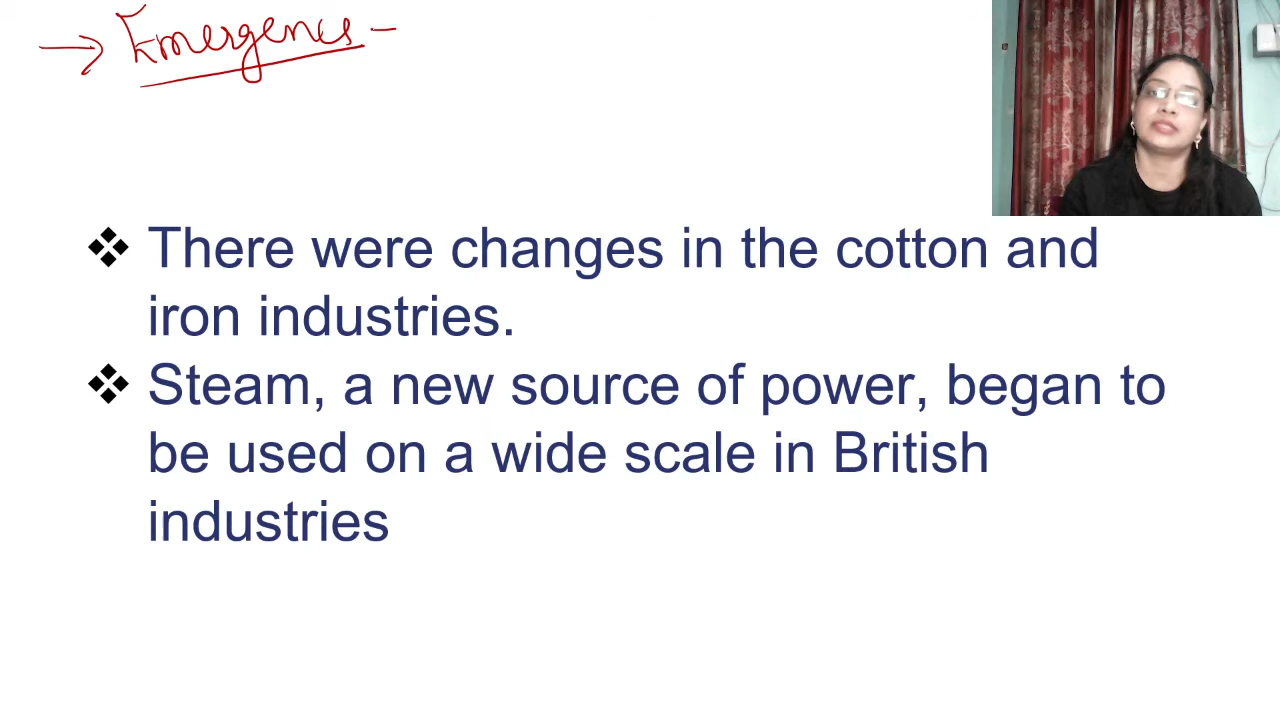 → Emergence -
❖ There were changes in the cotton and
iron industries.
❖ Steam, a new source of power, began to
be used on a wide scale in British
industries